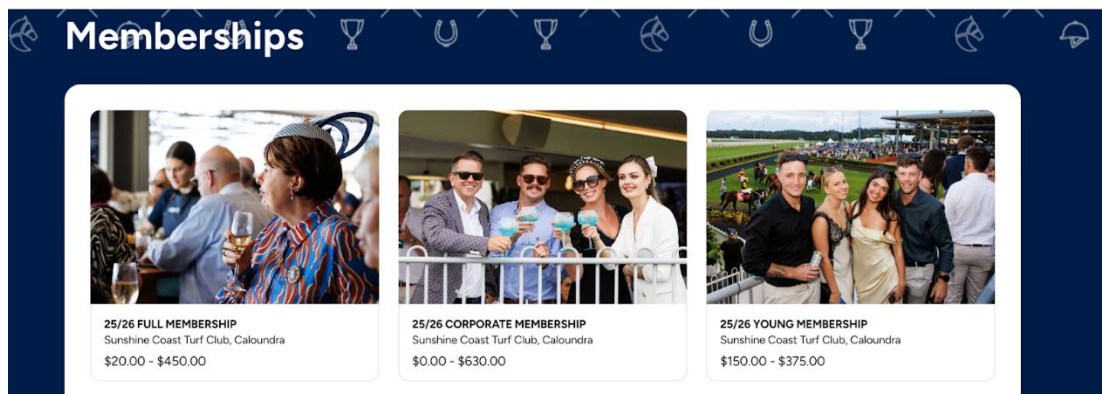 Memberships
25/26 FULL MEMBERSHIP
Sunshine Coast Turf Club, Caloundra
$20.00 - $450.00
25/26 CORPORATE MEMBERSHIP
Sunshine Coast Turf Club, Caloundra
$0.00 - $630.00
25/26 YOUNG MEMBERSHIP
Sunshine Coast Turf Club, Caloundra
$150.00 - $375.00